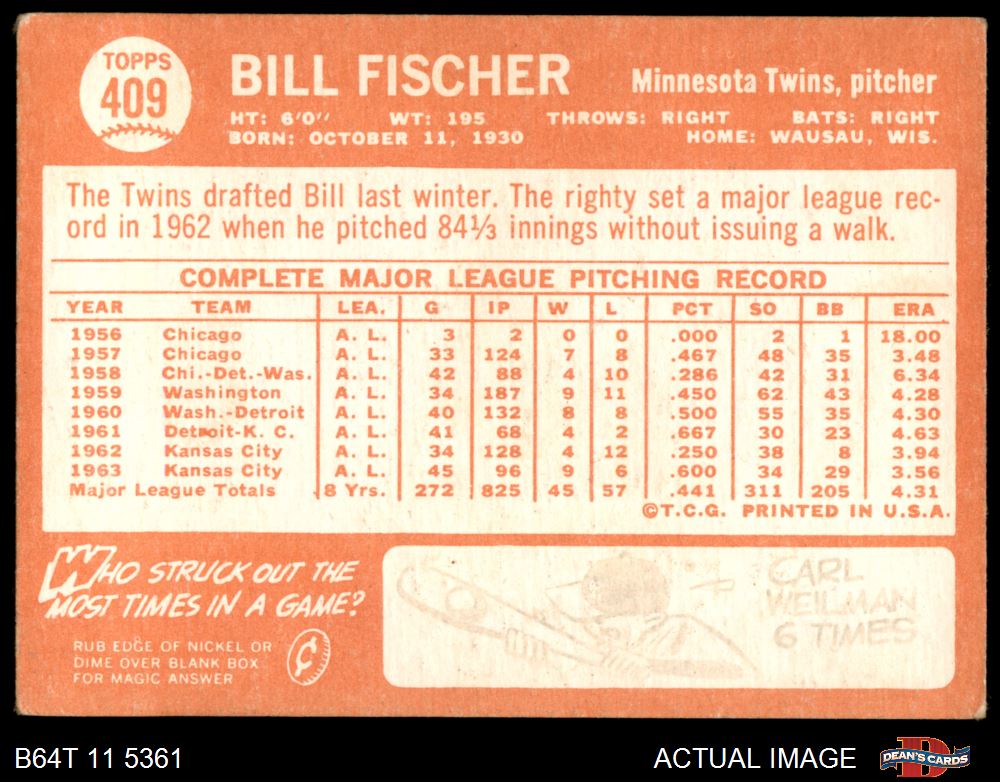 TOPPS
409
BILL FISCHER
Minnesota Twins, pitcher
HT: 6'0" WT: 195 THROWS: RIGHT BATS: RIGHT
BORN: OCTOBER 11, 1930 HOME: WAUSAU, WIS.
The Twins drafted Bill last winter. The righty set a major league rec-
ord in 1962 when he pitched 84⅓ innings without issuing a walk.
COMPLETE MAJOR LEAGUE PITCHING RECORD
YEAR TEAM LEA. G IP W L PCT SO BB ERA
1956 Chicago A. L. 3 2 0 0 .000 2 1 18.00
1957 Chicago A. L. 33 124 7 8 .467 48 35 3.48
1958 Chi.-Det.-Was. A. L. 42 88 4 10 .286 42 31 6.34
1959 Washington A. L. 34 187 9 11 .450 62 43 4.28
1960 Wash.-Detroit A. L. 40 132 8 8 .500 55 35 4.30
1961 Detroit-K. C. A. L. 41 68 4 2 .667 30 23 4.63
1962 Kansas City A. L. 34 128 4 12 .250 38 8 3.94
1963 Kansas City A. L. 45 96 9 6 .600 34 29 3.56
Major League Totals 8 Yrs. 272 825 45 57 .441 311 205 4.31
©T.C.G. PRINTED IN U.S.A.
WHO STRUCK OUT THE
MOST TIMES IN A GAME?
RUB EDGE OF NICKEL OR
DIME OVER BLANK BOX
FOR MAGIC ANSWER
CARL
WEILMAN
6 TIMES
B64T 11 5361
ACTUAL IMAGE
DEAN'S CARDS